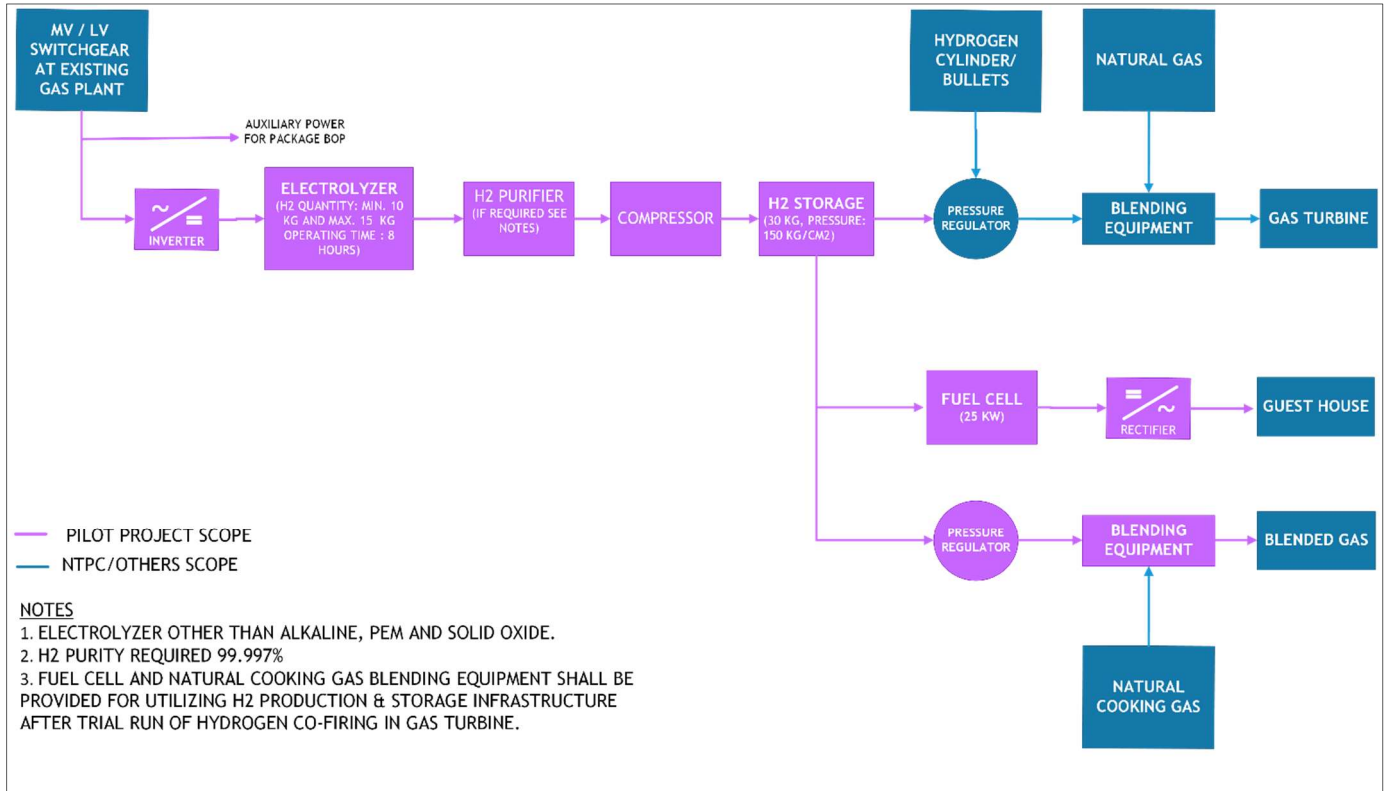 MV / LV
SWITCHGEAR
AT EXISTING
GAS PLANT
HYDROGEN
CYLINDER/
BULLETS
NATURAL GAS
AUXILIARY POWER
FOR PACKAGE BOP
~ / =
INVERTER
ELECTROLYZER
(H2 QUANTITY: MIN. 10
KG AND MAX. 15 KG
OPERATING TIME : 8
HOURS)
H2 PURIFIER
(IF REQUIRED SEE
NOTES)
COMPRESSOR
H2 STORAGE
(30 KG, PRESSURE:
150 KG/CM2)
PRESSURE
REGULATOR
BLENDING
EQUIPMENT
GAS TURBINE
FUEL CELL
(25 KW)
= / ~
RECTIFIER
GUEST HOUSE
PRESSURE
REGULATOR
BLENDING
EQUIPMENT
BLENDED GAS
NATURAL
COOKING GAS
PILOT PROJECT SCOPE
NTPC/OTHERS SCOPE
NOTES
1. ELECTROLYZER OTHER THAN ALKALINE, PEM AND SOLID OXIDE.
2. H2 PURITY REQUIRED 99.997%
3. FUEL CELL AND NATURAL COOKING GAS BLENDING EQUIPMENT SHALL BE
PROVIDED FOR UTILIZING H2 PRODUCTION & STORAGE INFRASTRUCTURE
AFTER TRIAL RUN OF HYDROGEN CO-FIRING IN GAS TURBINE.